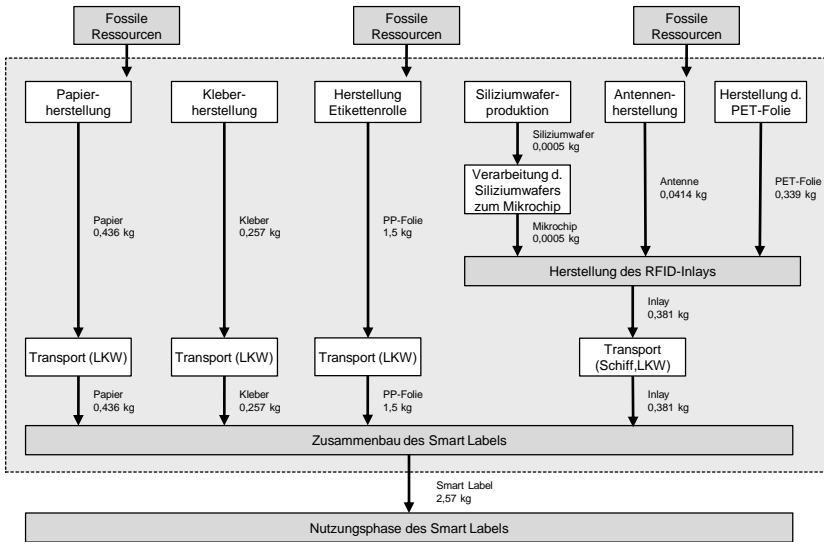 Fossile
Ressourcen
Fossile
Ressourcen
Fossile
Ressourcen
Papier-
herstellung
Kleber-
herstellung
Herstellung
Etikettenrolle
Siliziumwafer-
produktion
Antennen-
herstellung
Herstellung d.
PET-Folie
Siliziumwafer
0,0005 kg
Verarbeitung d.
Siliziumwafers
zum Mikrochip
Antenne
0,0414 kg
PET-Folie
0,339 kg
Papier
0,436 kg
Kleber
0,257 kg
PP-Folie
1,5 kg
Mikrochip
0,0005 kg
Herstellung des RFID-Inlays
Inlay
0,381 kg
Transport (LKW)
Transport (LKW)
Transport (LKW)
Transport
(Schiff,LKW)
Papier
0,436 kg
Kleber
0,257 kg
PP-Folie
1,5 kg
Inlay
0,381 kg
Zusammenbau des Smart Labels
Smart Label
2,57 kg
Nutzungsphase des Smart Labels